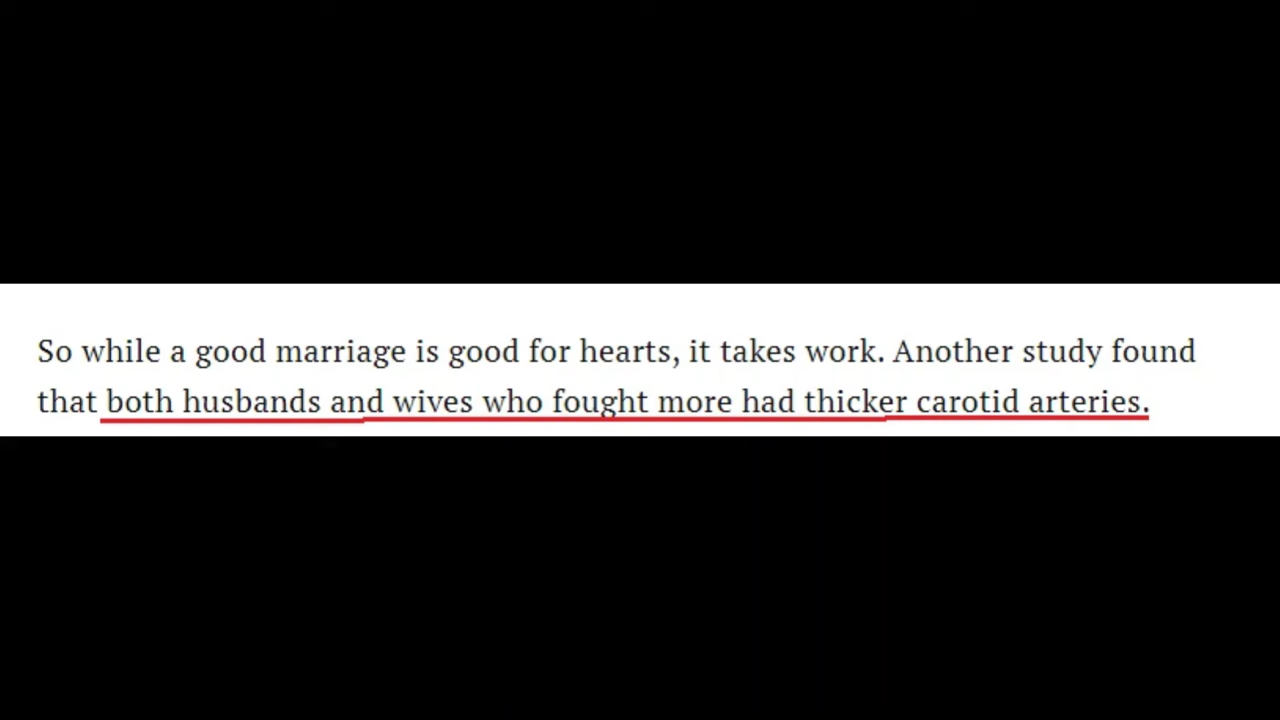 So while a good marriage is good for hearts, it takes work. Another study found
that both husbands and wives who fought more had thicker carotid arteries.